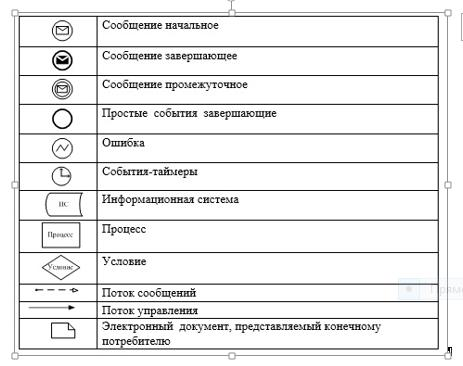 Сообщение начальное
Сообщение завершающее
Сообщение промежуточное
Простые события завершающие
Ошибка
События-таймеры
ИС
Информационная система
Процесс
Процесс
Условие
Условие
Поток сообщений
Поток управления
Электронный документ, представляемый конечному
потребителю